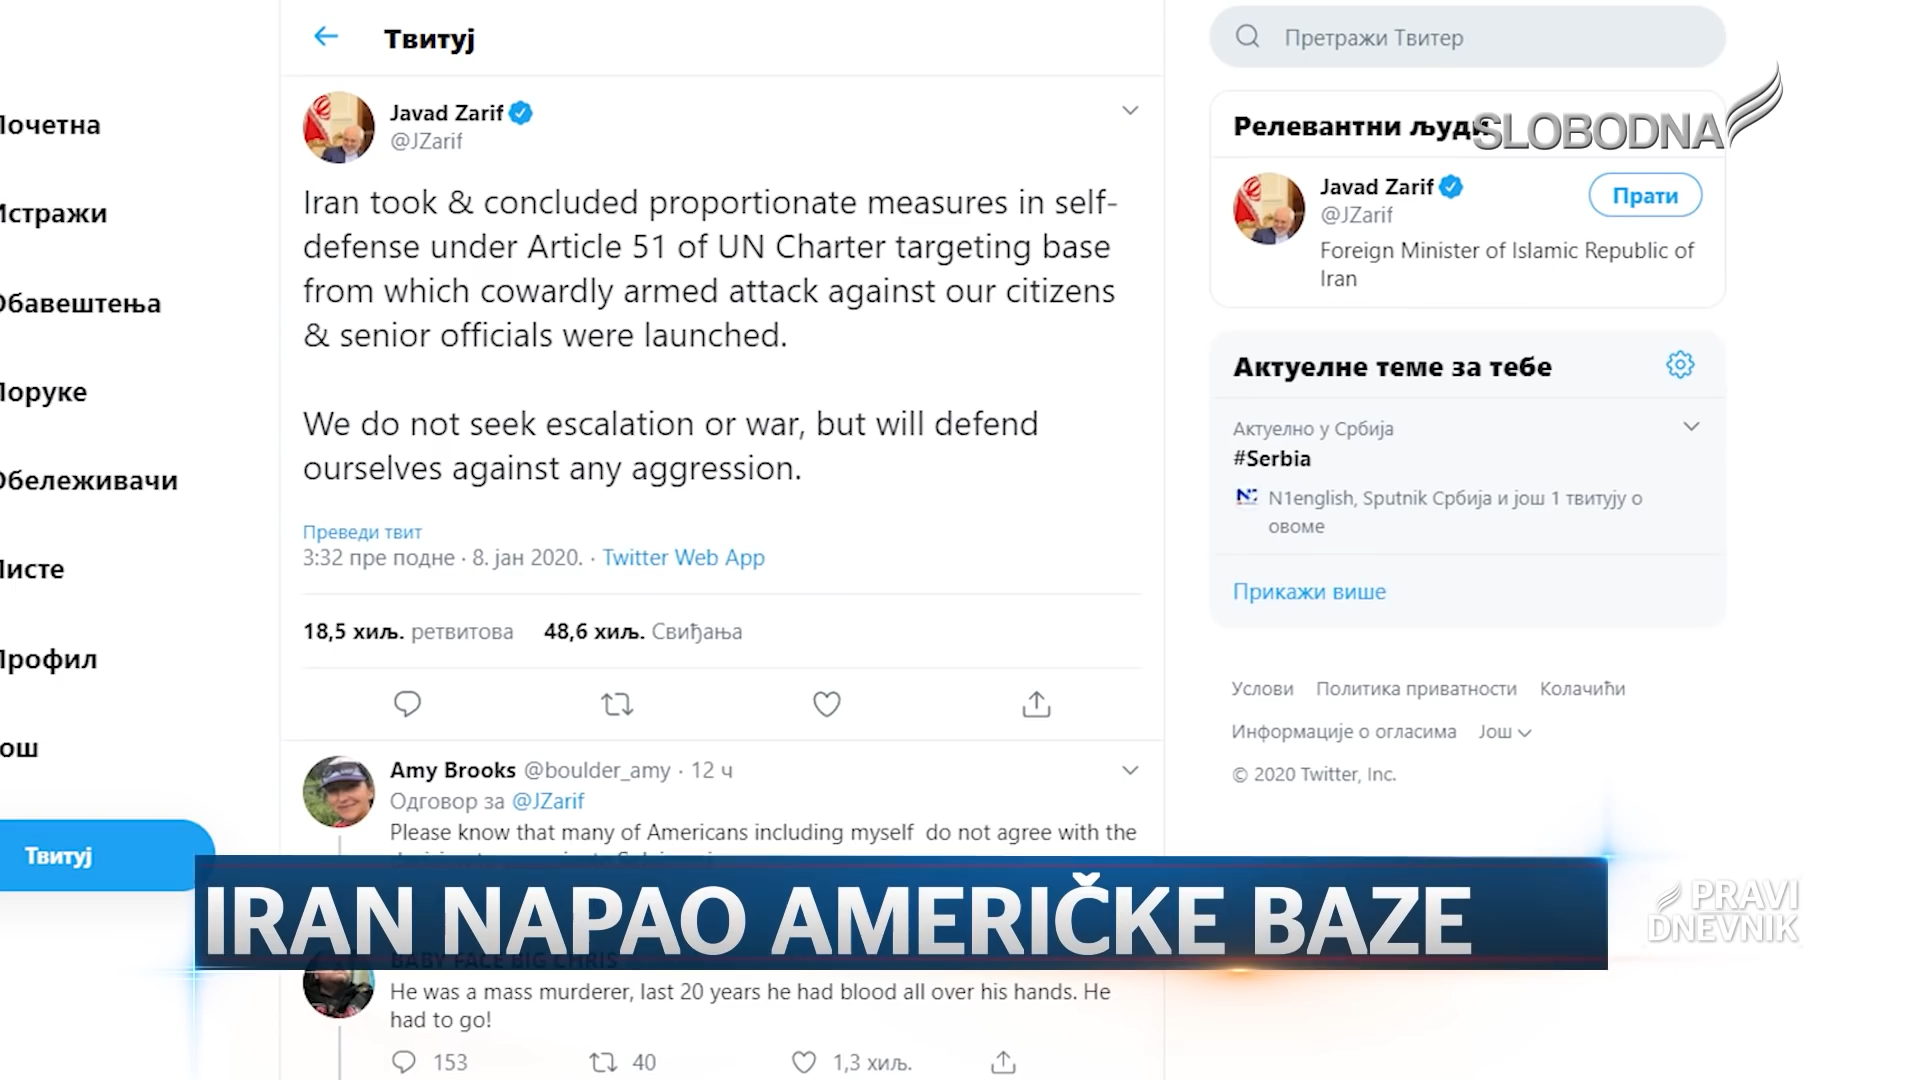 Твитуј
Претражи Твитер
SLOBODNA
Почетна
Истражи
Обавештења
Поруке
Обележивачи
Листе
Профил
Још
Твитуј
Javad Zarif
@JZarif
Iran took & concluded proportionate measures in self-
defense under Article 51 of UN Charter targeting base
from which cowardly armed attack against our citizens
& senior officials were launched.
We do not seek escalation or war, but will defend
ourselves against any aggression.
Преведи твит
3:32 пре подне · 8. јан 2020. · Twitter Web App
18,5 хиљ. ретвитова 48,6 хиљ. Свиђања
Amy Brooks @boulder_amy · 12 ч
Одговор за @JZarif
Please know that many of Americans including myself do not agree with the
BABY FACE BIG CHRIS
He was a mass murderer, last 20 years he had blood all over his hands. He
had to go!
153 40 1,3 хиљ.
Релевантни људи
Javad Zarif
@JZarif
Прати
Foreign Minister of Islamic Republic of
Iran
Актуелне теме за тебе
Актуелно у Србија
#Serbia
N1english, Sputnik Србија и још 1 твитују о
овоме
Прикажи више
Услови Политика приватности Колачићи
Информације о огласима Још
© 2020 Twitter, Inc.
IRAN NAPAO AMERIČKE BAZE
PRAVI
DNEVNIK